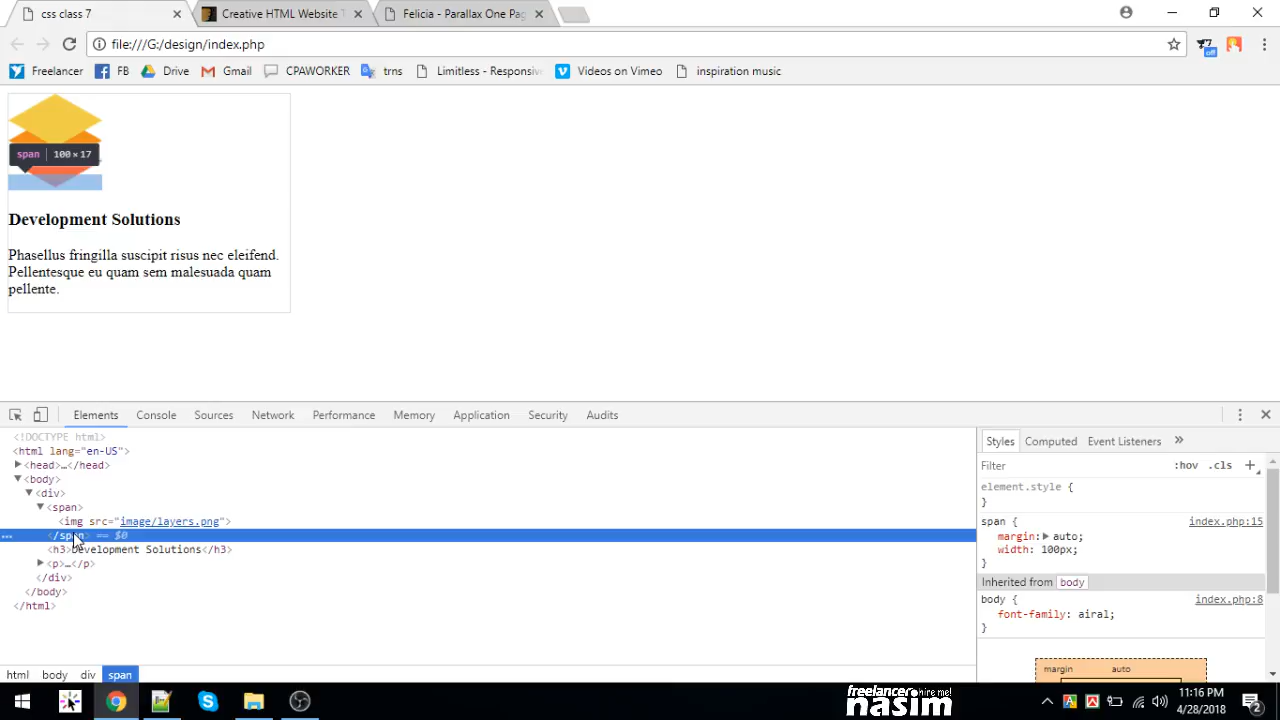 css class 7
Creative HTML Website T
Felicia - Parallax One Pag
file:///G:/design/index.php
Freelancer
FB
Drive
Gmail
CPAWORKER
trns
Limitless - Responsiv
Videos on Vimeo
inspiration music
span 100 × 17
Development Solutions
Phasellus fringilla suscipit risus nec eleifend.
Pellentesque eu quam sem malesuada quam
pellente.
Elements
Console
Sources
Network
Performance
Memory
Application
Security
Audits
<!DOCTYPE html>
<html lang="en-US">
<head>…</head>
<body>
<div>
<span>
<img src="image/layers.png">
</span> == $0
<h3>Development Solutions</h3>
<p>…</p>
</div>
</body>
</html>
html body div span
Styles
Computed
Event Listeners
»
Filter
:hov .cls +
element.style {
}
span {
index.php:15
margin: auto;
width: 100px;
}
Inherited from body
body {
index.php:8
font-family: airal;
}
margin auto
freelancer hire me!
nasim
11:16 PM
4/28/2018
2